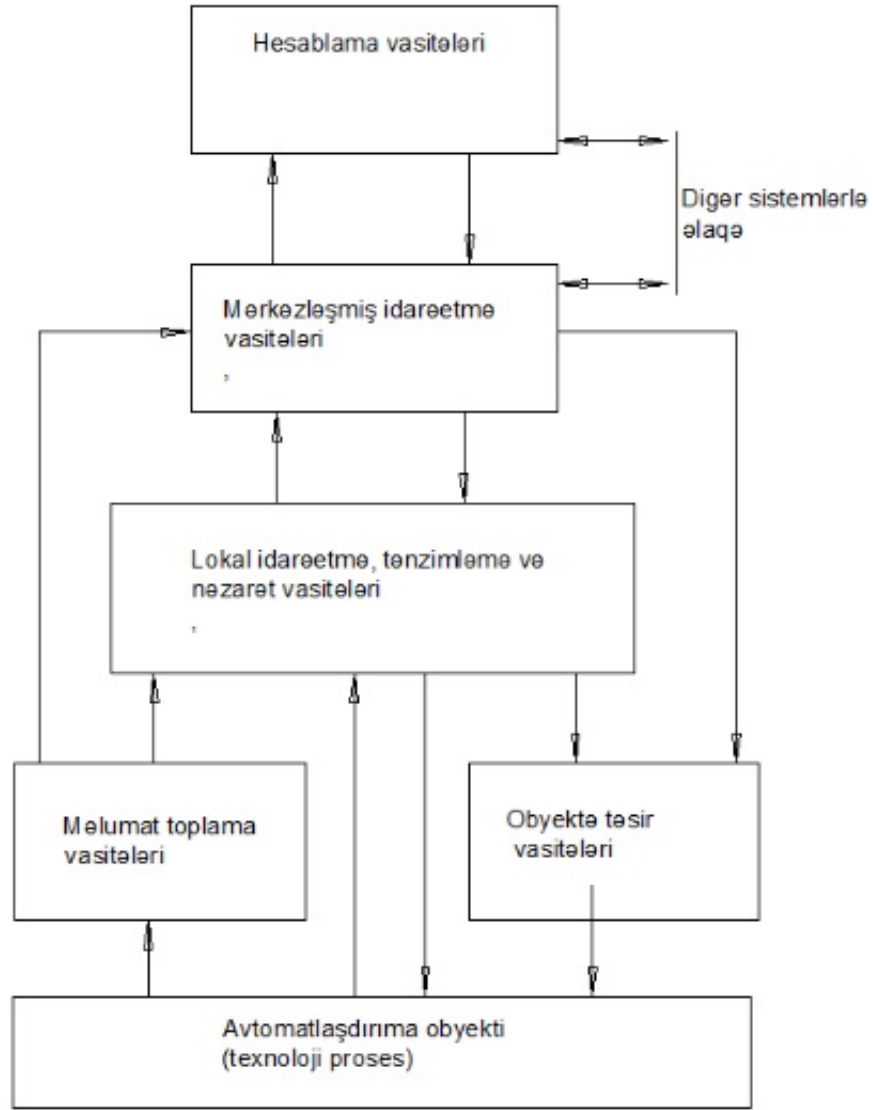 Hesablama vasitələri
Digər sistemlərlə
əlaqə
Mərkəzləşmiş idarəetmə
vasitələri
,
Lokal idarəetmə, tənzimləmə və
nəzarət vasitələri
,
Məlumat toplama
vasitələri
Obyektə təsir
vasitələri
Avtomatlaşdırıma obyekti
(texnoloji proses)